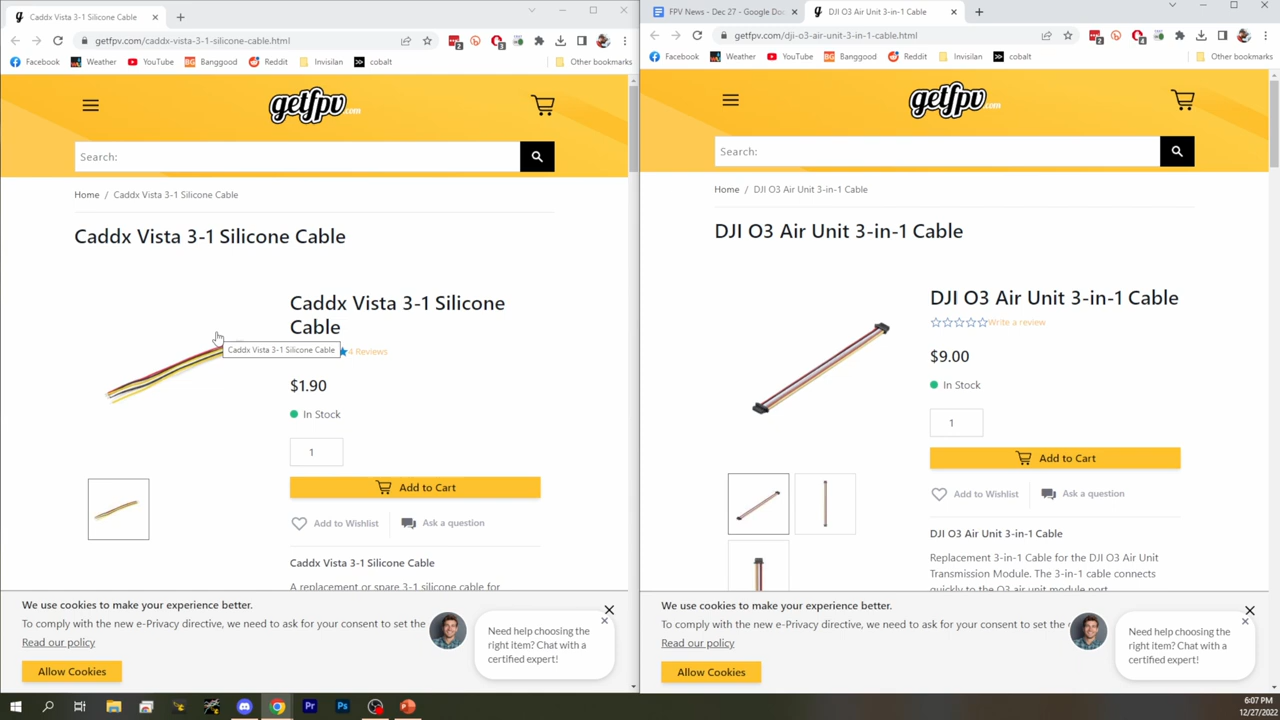 Caddx Vista 3-1 Silicone Cable
getfpv.com/caddx-vista-3-1-silicone-cable.html
Facebook
Weather
YouTube
Banggood
Reddit
Invisilan
cobalt
Other bookmarks
getfpv.com
Search:
Home / Caddx Vista 3-1 Silicone Cable
Caddx Vista 3-1 Silicone Cable
Caddx Vista 3-1 Silicone
Cable
Caddx Vista 3-1 Silicone Cable
4 Reviews
$1.90
In Stock
1
Add to Cart
Add to Wishlist
Ask a question
Caddx Vista 3-1 Silicone Cable
A replacement or spare 3-1 silicone cable for
We use cookies to make your experience better.
To comply with the new e-Privacy directive, we need to ask for your consent to set the
Read our policy
Allow Cookies
Need help choosing the
right item? Chat with a
certified expert!
FPV News - Dec 27 - Google Do
DJI O3 Air Unit 3-in-1 Cable
getfpv.com/dji-o3-air-unit-3-in-1-cable.html
Facebook
Weather
YouTube
Banggood
Reddit
Invisilan
cobalt
Other bookmarks
getfpv.com
Search:
Home / DJI O3 Air Unit 3-in-1 Cable
DJI O3 Air Unit 3-in-1 Cable
DJI O3 Air Unit 3-in-1 Cable
Write a review
$9.00
In Stock
1
Add to Cart
Add to Wishlist
Ask a question
DJI O3 Air Unit 3-in-1 Cable
Replacement 3-in-1 Cable for the DJI O3 Air Unit
Transmission Module. The 3-in-1 cable connects
quickly to the O3 air unit module port
We use cookies to make your experience better.
To comply with the new e-Privacy directive, we need to ask for your consent to set the
Read our policy
Allow Cookies
Need help choosing the
right item? Chat with a
certified expert!
6:07 PM
12/27/2022